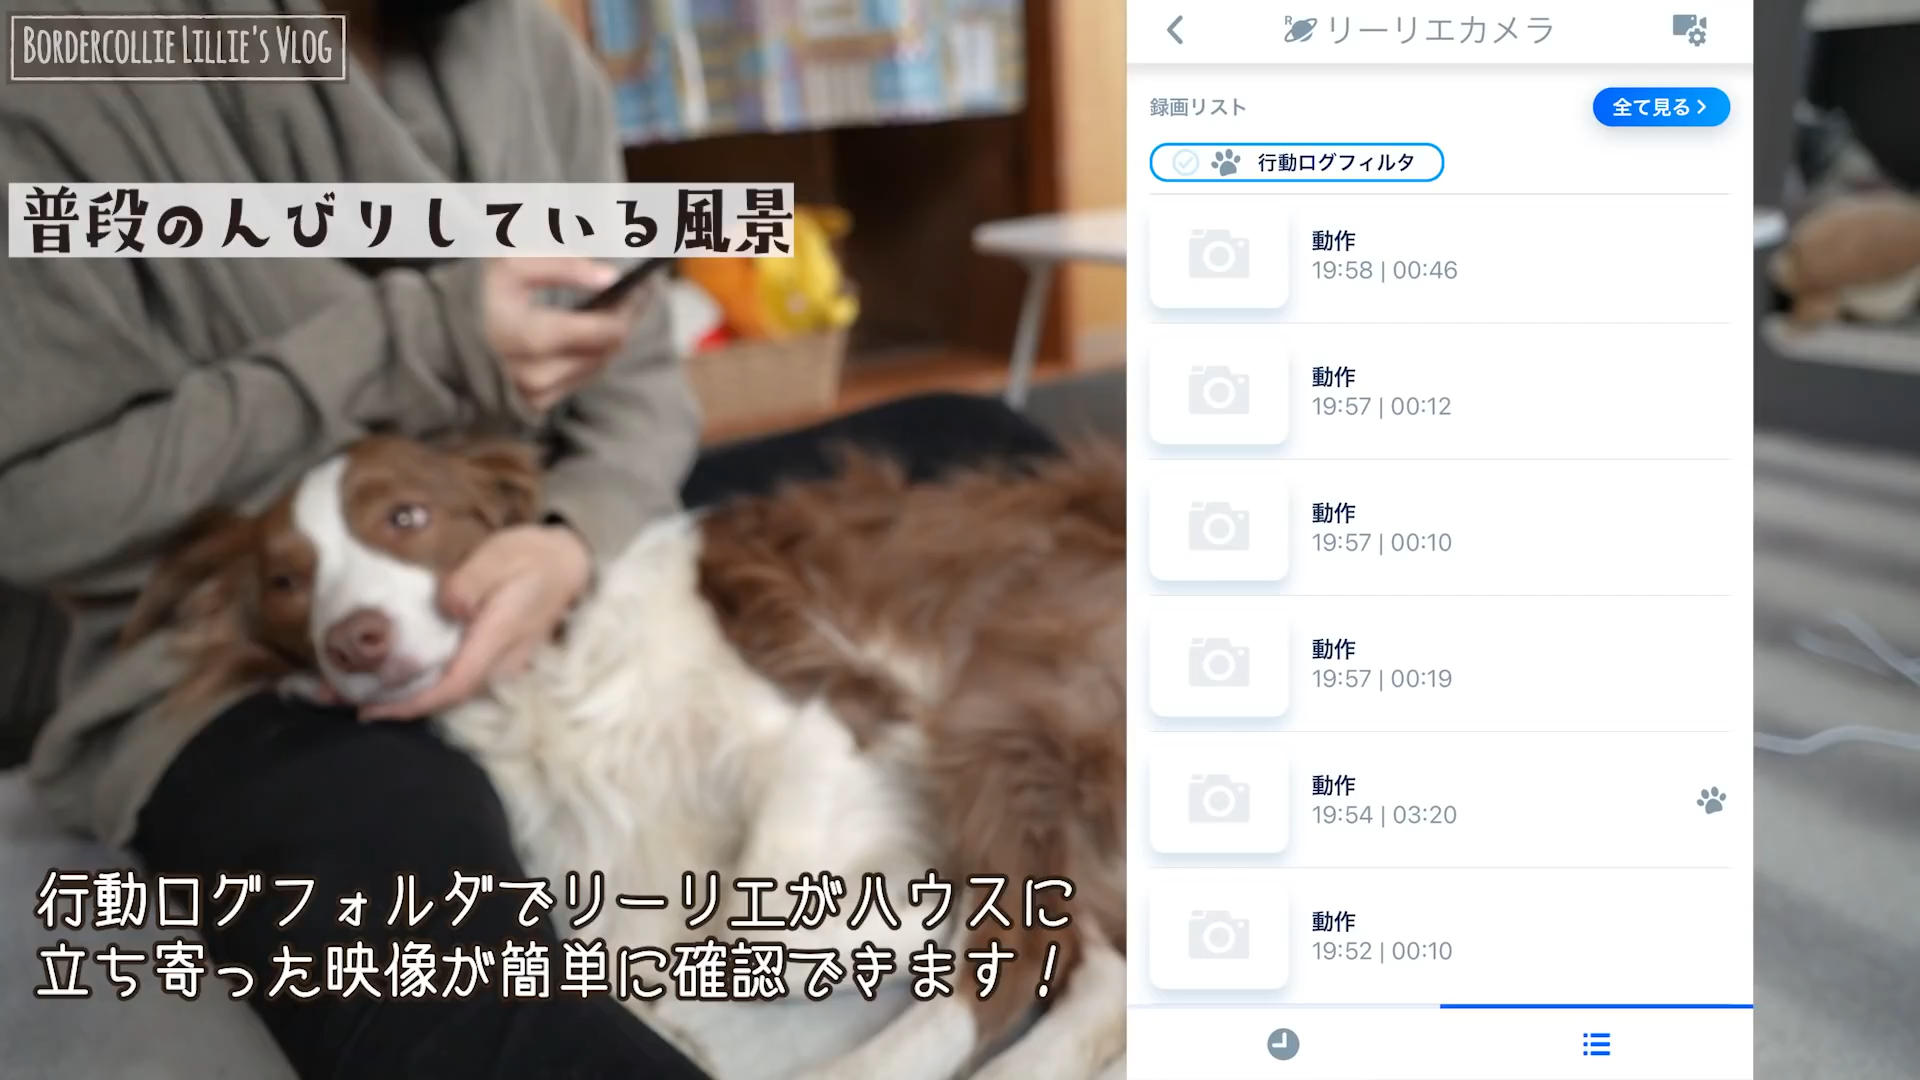 BORDERCOLLIE LILLIE'S VLOG
普段のんびりしている風景
行動ログフォルダでリーリエがハウスに
立ち寄った映像が簡単に確認できます！
R リーリエカメラ
録画リスト
全て見る
行動ログフィルタ
動作
19:58 | 00:46
動作
19:57 | 00:12
動作
19:57 | 00:10
動作
19:57 | 00:19
動作
19:54 | 03:20
動作
19:52 | 00:10